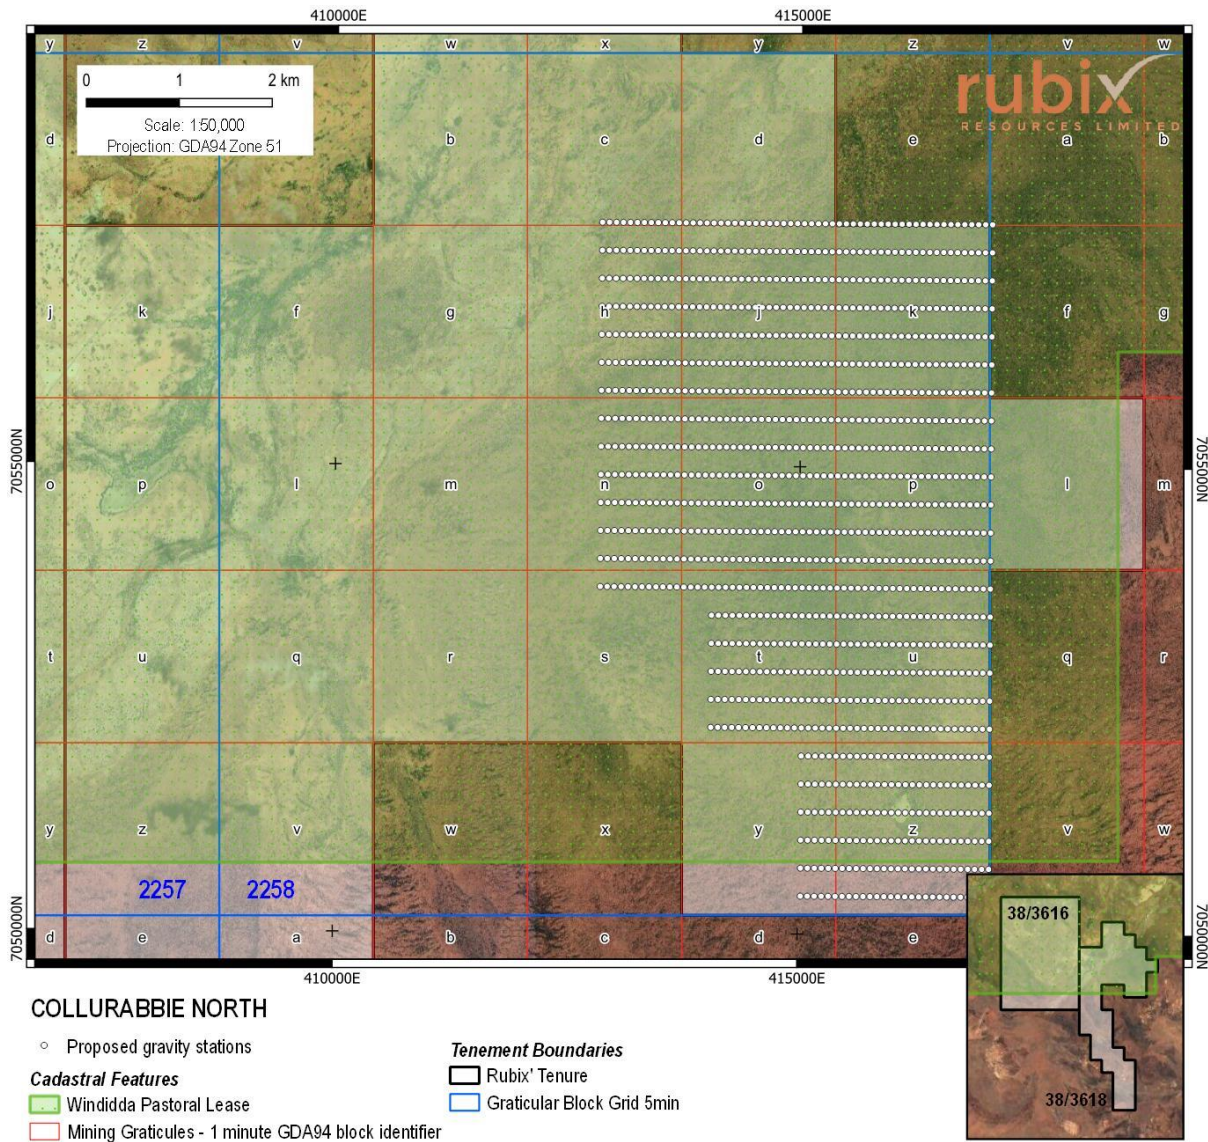 410000E
415000E
y z v w x y z v w
0 1 2 km
Scale: 1:50,000
Projection: GDA94 Zone 51
rubix
RESOURCES LIMITED
d b c d e a b
j k f g h j k f g
7055000N
7055000N
o p l m n o p l m
t u q r s t u q r
y z v w x y z v w
2257 2258
7050000N
7050000N
d e a b c d e
38/3616
38/3618
410000E
415000E
COLLURABBIE NORTH
Proposed gravity stations
Cadastral Features
Windidda Pastoral Lease
Mining Graticules - 1 minute GDA94 block identifier
Tenement Boundaries
Rubix' Tenure
Graticular Block Grid 5min